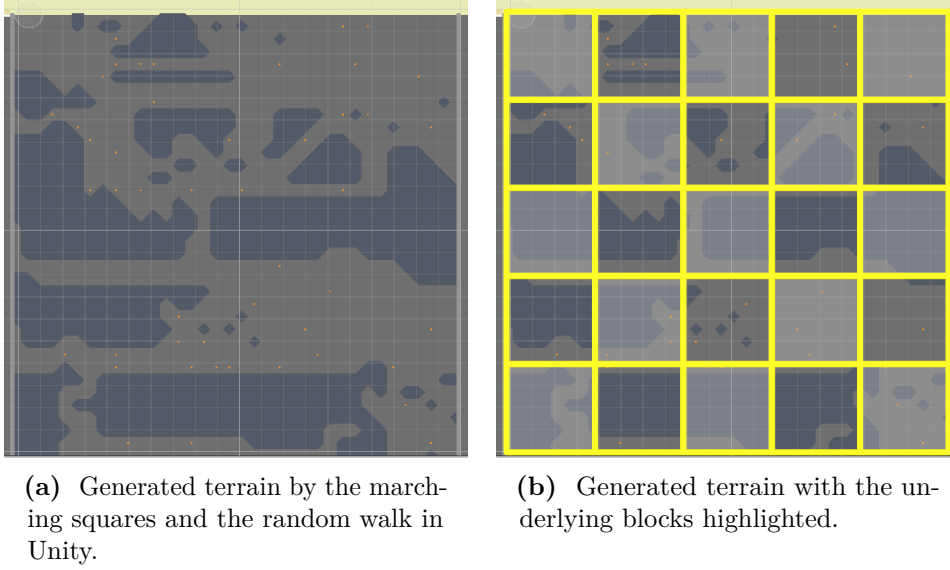 (a) Generated terrain by the march-
ing squares and the random walk in
Unity.
(b) Generated terrain with the un-
derlying blocks highlighted.